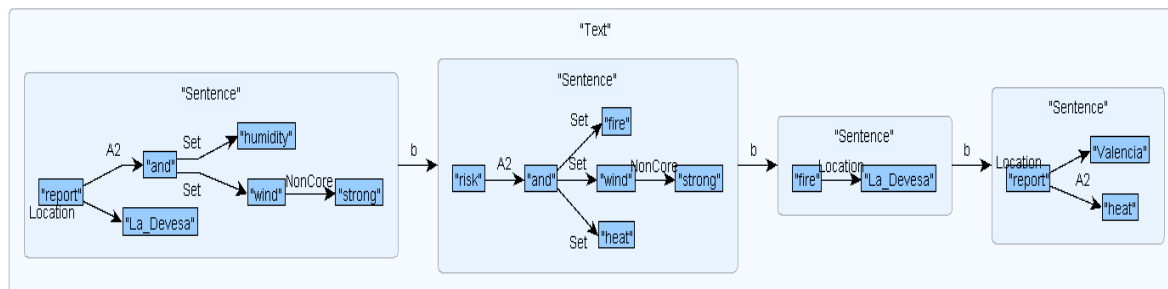 "Text"
"Sentence"
"humidity"
Set
A2
"and"
Set
NonCore
"report"
"wind"
"strong"
Location
"La_Devesa"
b
"Sentence"
"fire"
Set
"risk"
A2
"and"
Set
"wind"
NonCore
"strong"
Set
"heat"
b
"Sentence"
"fire"
Location
"La_Devesa"
b
"Sentence"
"Valencia"
Location
"report"
A2
"heat"